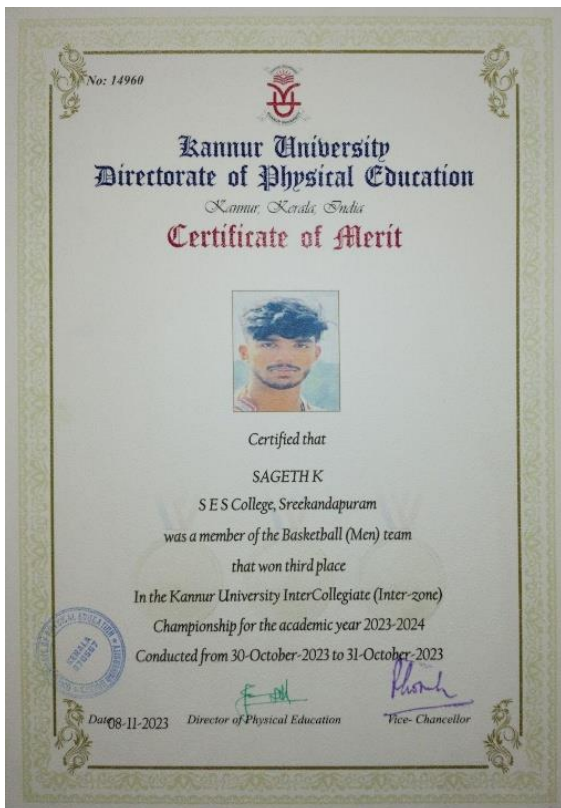 No: 14960
Kannur University
Directorate of Physical Education
Kannur, Kerala, India
Certificate of Merit
Certified that
SAGETH K
S E S College, Sreekandapuram
was a member of the Basketball (Men) team
that won third place
In the Kannur University InterCollegiate (Inter-zone)
Championship for the academic year 2023-2024
Conducted from 30-October-2023 to 31-October-2023
KERALA
670567
Date 08-11-2023 Director of Physical Education Vice- Chancellor